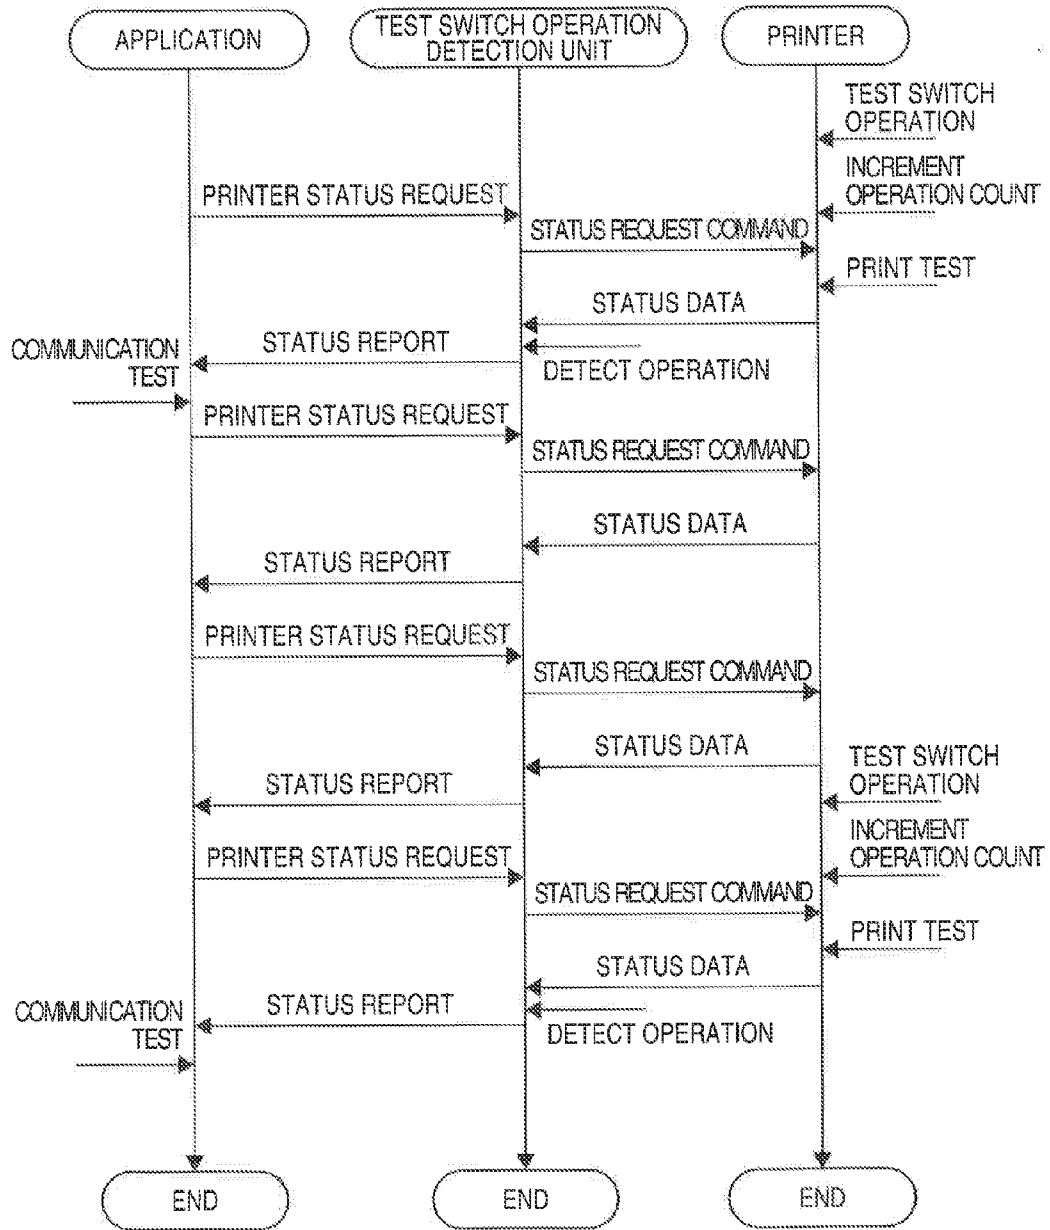 APPLICATION
TEST SWITCH OPERATION
DETECTION UNIT
PRINTER
TEST SWITCH
OPERATION
INCREMENT
OPERATION COUNT
PRINTER STATUS REQUEST
STATUS REQUEST COMMAND
PRINT TEST
STATUS DATA
STATUS REPORT
COMMUNICATION
TEST
DETECT OPERATION
PRINTER STATUS REQUEST
STATUS REQUEST COMMAND
STATUS DATA
STATUS REPORT
PRINTER STATUS REQUEST
STATUS REQUEST COMMAND
STATUS DATA
TEST SWITCH
OPERATION
STATUS REPORT
INCREMENT
OPERATION COUNT
PRINTER STATUS REQUEST
STATUS REQUEST COMMAND
PRINT TEST
STATUS DATA
STATUS REPORT
COMMUNICATION
TEST
DETECT OPERATION
END
END
END